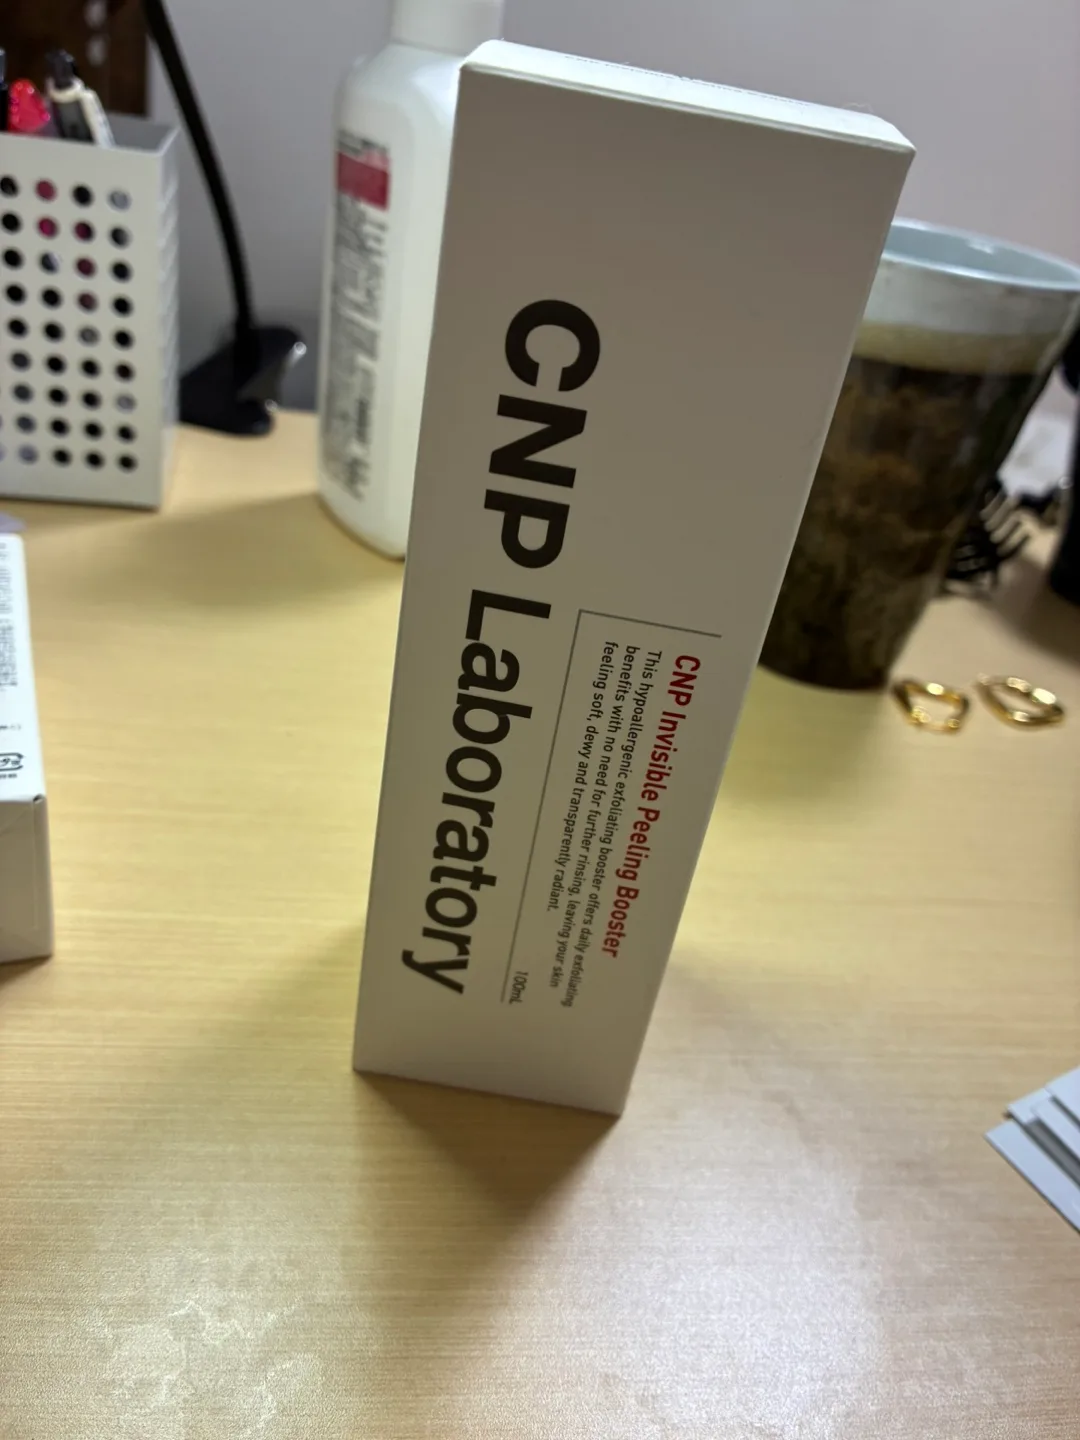 CNP Laboratory
CNP Invisible Peeling Booster
This hypoallergenic exfoliating booster offers daily exfoliating
benefits with no need for further rinsing, leaving your skin
feeling soft, dewy and transparently radiant.
100mL